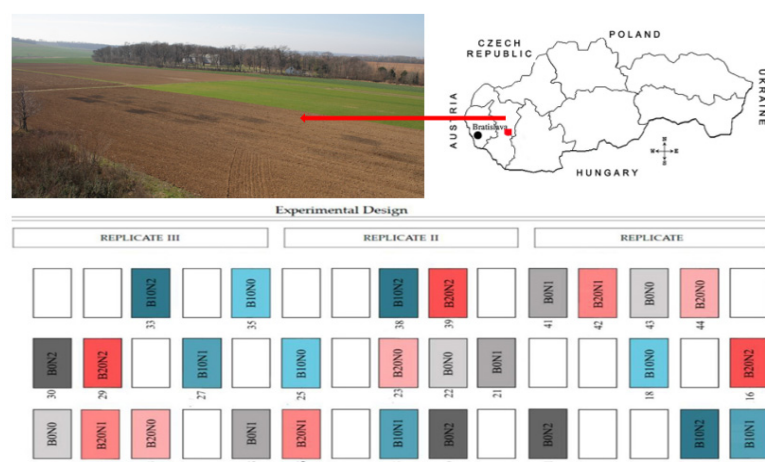 POLAND
CZECH
REPUBLIC
UKRAINE
AUSTRIA
Bratislava
HUNGARY
N
W
E
S
Experimental Design
REPLICATE III
REPLICATE II
REPLICATE
B10N2
B10N0
B10N2
B20N2
B0N1
B20N1
B0N0
B20N0
33
35
38
39
41
42
43
44
B0N2
B20N2
B10N1
B10N0
B20N0
B0N0
B0N1
B10N0
B20N2
30
29
27
25
23
22
21
18
16
B0N0
B20N1
B20N0
B0N1
B20N1
B10N1
B0N2
B0N2
B10N2
B10N1